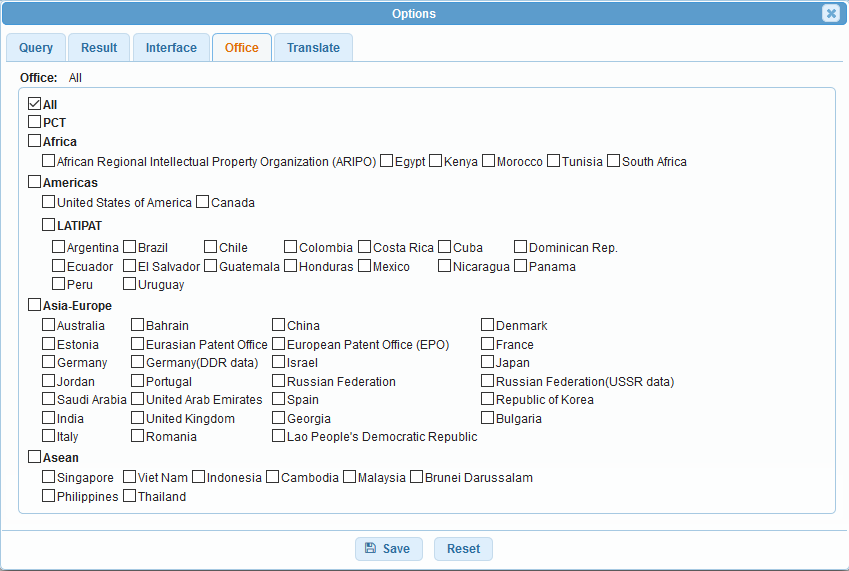 Options
Query Result Interface Office Translate
Office: All
All
PCT
Africa
African Regional Intellectual Property Organization (ARIPO) Egypt Kenya Morocco Tunisia South Africa
Americas
United States of America Canada
LATIPAT
Argentina Brazil Chile Colombia Costa Rica Cuba Dominican Rep.
Ecuador El Salvador Guatemala Honduras Mexico Nicaragua Panama
Peru Uruguay
Asia-Europe
Australia Bahrain China Denmark
Estonia Eurasian Patent Office European Patent Office (EPO) France
Germany Germany(DDR data) Israel Japan
Jordan Portugal Russian Federation Russian Federation(USSR data)
Saudi Arabia United Arab Emirates Spain Republic of Korea
India United Kingdom Georgia Bulgaria
Italy Romania Lao People's Democratic Republic
Asean
Singapore Viet Nam Indonesia Cambodia Malaysia Brunei Darussalam
Philippines Thailand
Save Reset